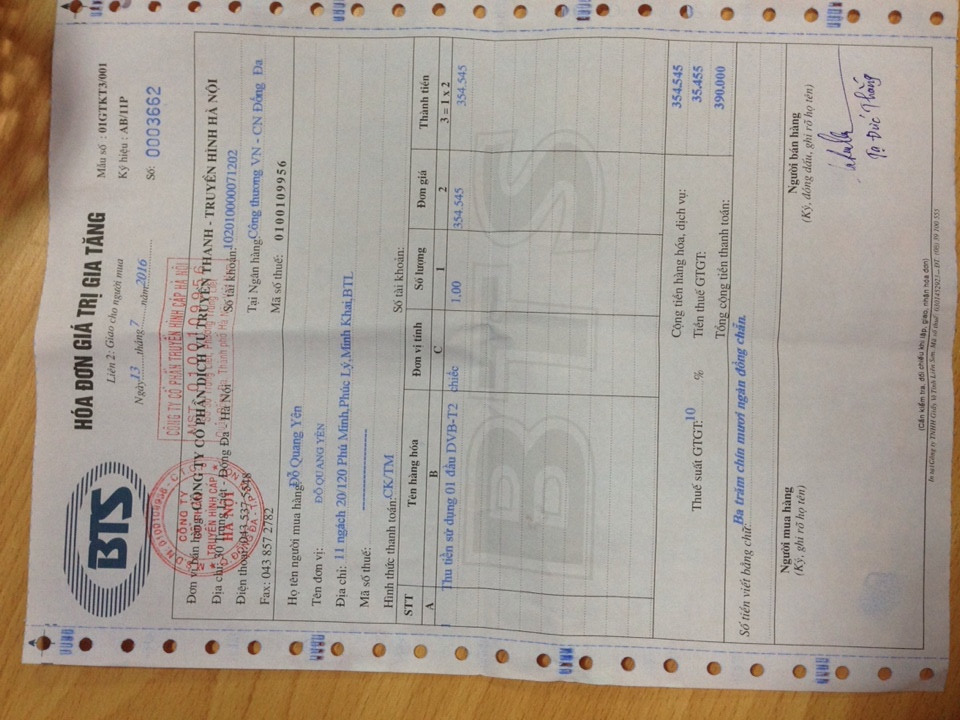 BTS
HÓA ĐƠN GIÁ TRỊ GIA TĂNG
Liên 2: Giao cho người mua
Ngày 13 tháng 7 năm 2016
Mẫu số : 01GTKT3/001
Ký hiệu : AB/11P
Số: 0003662
CÔNG TY CỔ PHẦN TRUYỀN HÌNH CÁP HÀ NỘI
MST: 0100109956
Đơn vị bán hàng: CÔNG TY CỔ PHẦN DỊCH VỤ TRUYỀN THANH - TRUYỀN HÌNH HÀ NỘI
Địa chỉ: 30 Trung Liệt - Đống Đa - Hà Nội
Số tài khoản: 102010000071202
Điện thoại: 043 537 2548
Tại Ngân hàng: Công thương VN - CN Đống Đa
Fax: 043 857 2782
Mã số thuế: 0100109956
Họ tên người mua hàng: Đỗ Quang Yên
Tên đơn vị: ĐỖ QUANG YÊN
Địa chỉ: 11 ngách 20/120 Phú Minh,Phúc Lý,Minh Khai,BTL
Mã số thuế:
Hình thức thanh toán: CK/TM Số tài khoản:
STT Tên hàng hóa Đơn vị tính Số lượng Đơn giá Thành tiền
A B C 1 2 3 = 1 x 2
1 Thu tiền sử dụng 01 đầu DVB-T2 chiếc 1.00 354.545 354.545
BTS
Cộng tiền hàng hóa, dịch vụ: 354.545
Thuế suất GTGT: 10 % Tiền thuế GTGT: 35.455
Tổng cộng tiền thanh toán: 390.000
Số tiền viết bằng chữ: Ba trăm chín mươi ngàn đồng chẵn.
Người mua hàng Người bán hàng
(Ký, ghi rõ họ tên) (Ký, đóng dấu, ghi rõ họ tên)
Tạ Đức Thắng
(Cần kiểm tra, đối chiếu khi lập, giao, nhận hóa đơn)